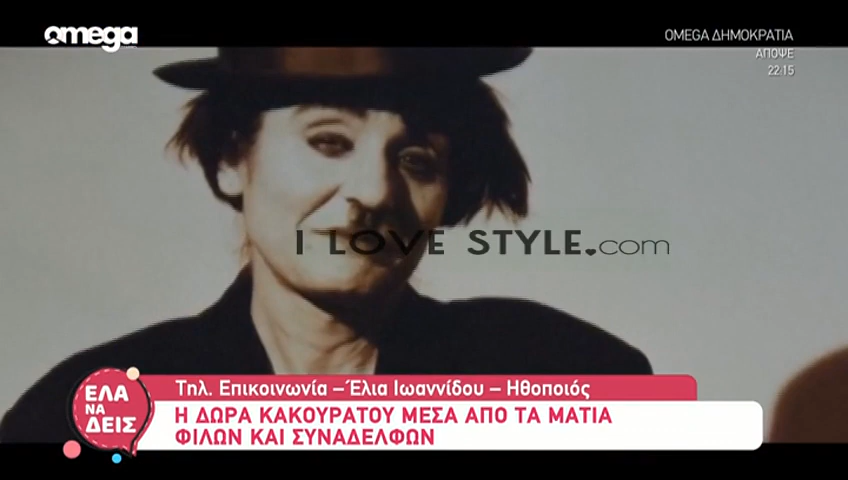 omega
OMEGA ΔΗΜΟΚΡΑΤΙΑ
ΑΠΟΨΕ
22:15
I LOVE STYLE.com
ΕΛΑ
ΝΑ
ΔΕΙΣ
Τηλ. Επικοινωνία – Έλια Ιωαννίδου – Ηθοποιός
Η ΔΩΡΑ ΚΑΚΟΥΡΑΤΟΥ ΜΕΣΑ ΑΠΟ ΤΑ ΜΑΤΙΑ
ΦΙΛΩΝ ΚΑΙ ΣΥΝΑΔΕΛΦΩΝ